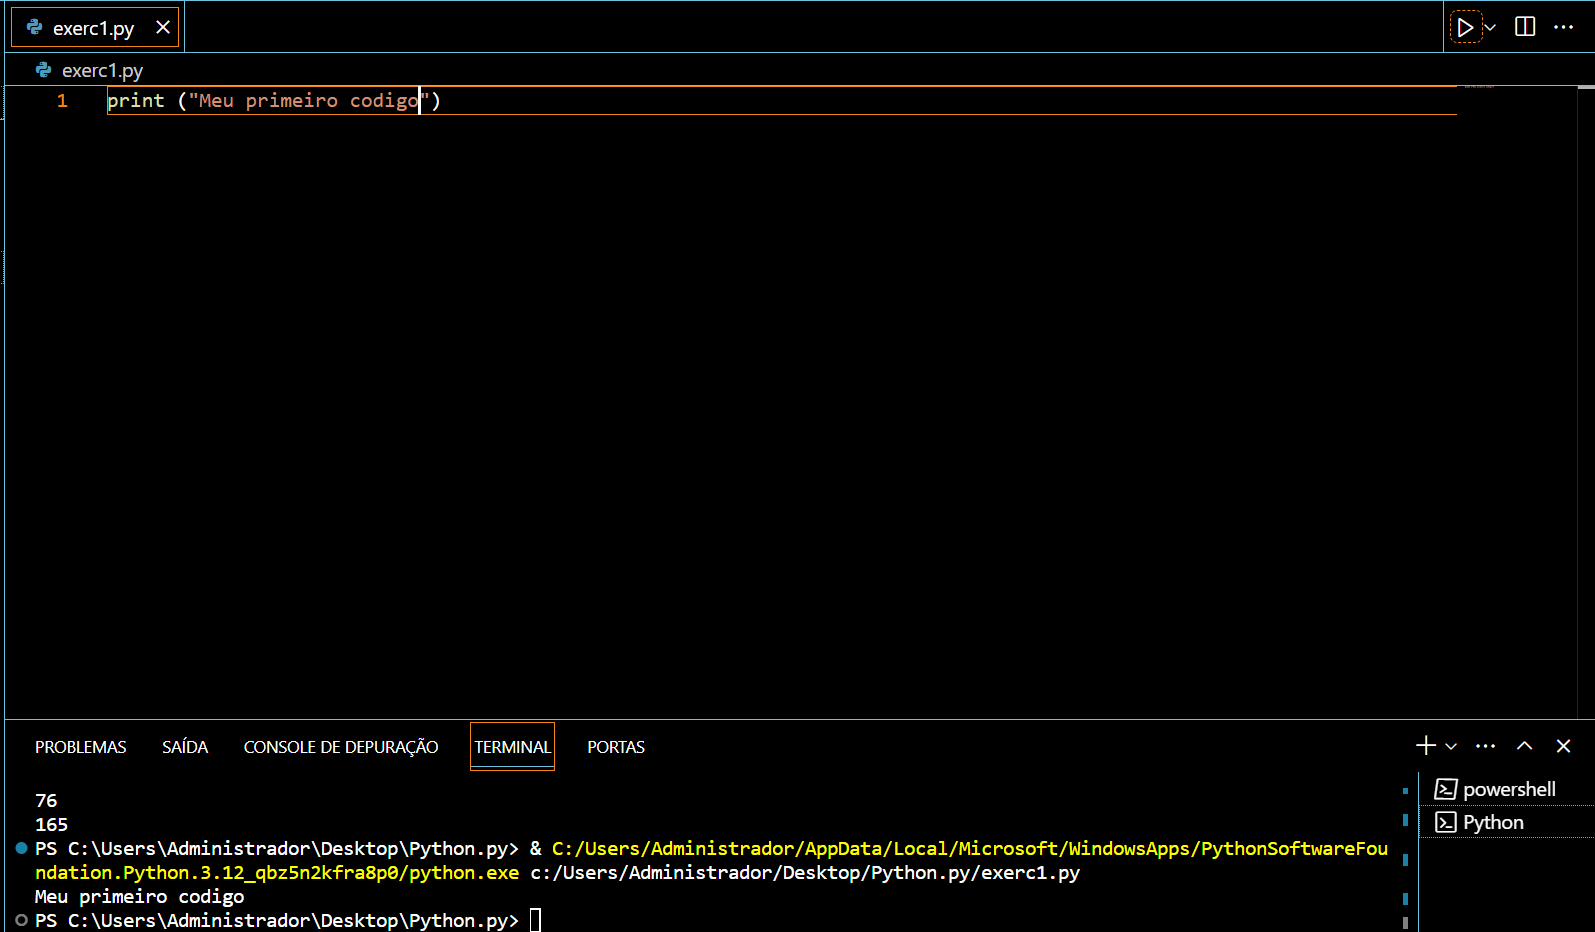 exerc1.py
exerc1.py
1 print ("Meu primeiro codigo")
PROBLEMAS SAÍDA CONSOLE DE DEPURAÇÃO TERMINAL PORTAS
76
165
PS C:\Users\Administrador\Desktop\Python.py> & C:/Users/Administrador/AppData/Local/Microsoft/WindowsApps/PythonSoftwareFou
ndation.Python.3.12_qbz5n2kfra8p0/python.exe c:/Users/Administrador/Desktop/Python.py/exerc1.py
Meu primeiro codigo
PS C:\Users\Administrador\Desktop\Python.py>
powershell
Python